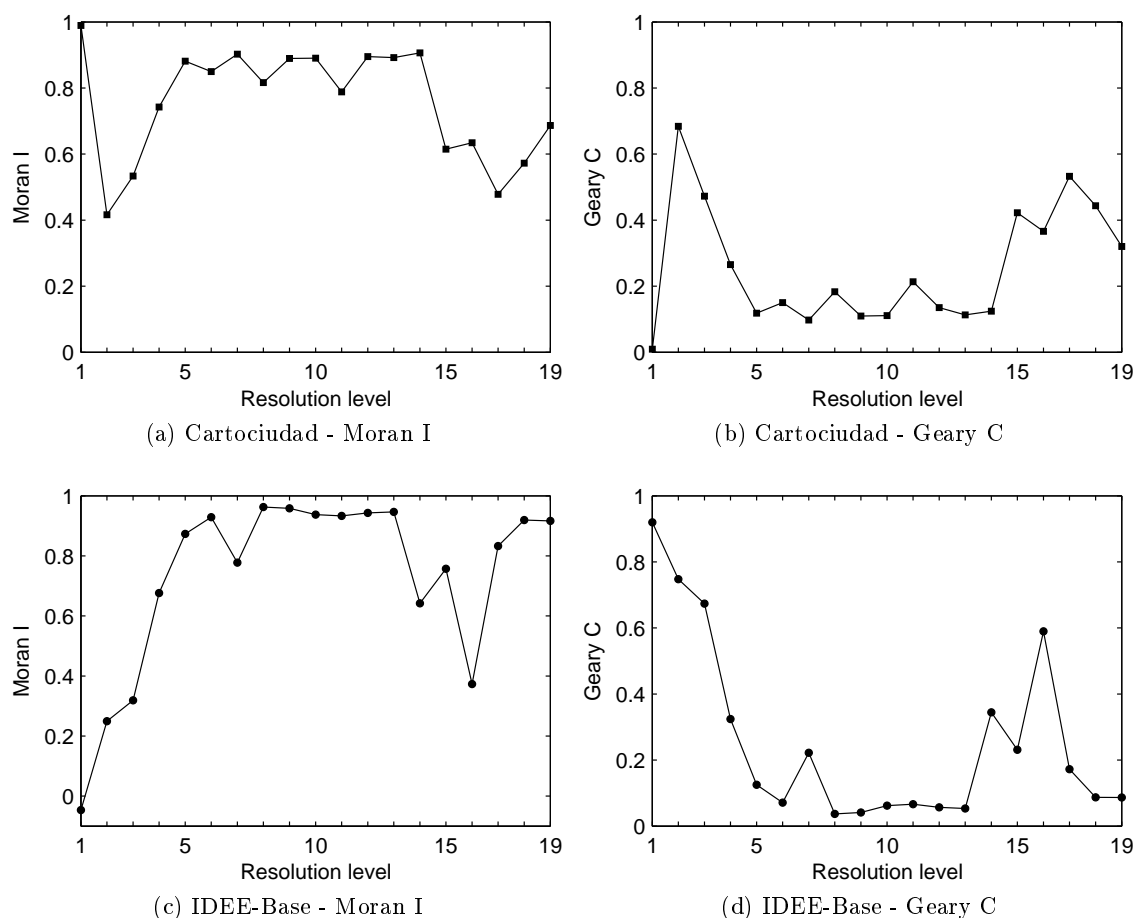 1
0.8
0.6
0.4
0.2
0
Moran I
1 5 10 15 19
Resolution level
(a) Cartociudad - Moran I
1
0.8
0.6
0.4
0.2
0
Geary C
1 5 10 15 19
Resolution level
(b) Cartociudad - Geary C
1
0.8
0.6
0.4
0.2
0
Moran I
1 5 10 15 19
Resolution level
(c) IDEE-Base - Moran I
1
0.8
0.6
0.4
0.2
0
Geary C
1 5 10 15 19
Resolution level
(d) IDEE-Base - Geary C